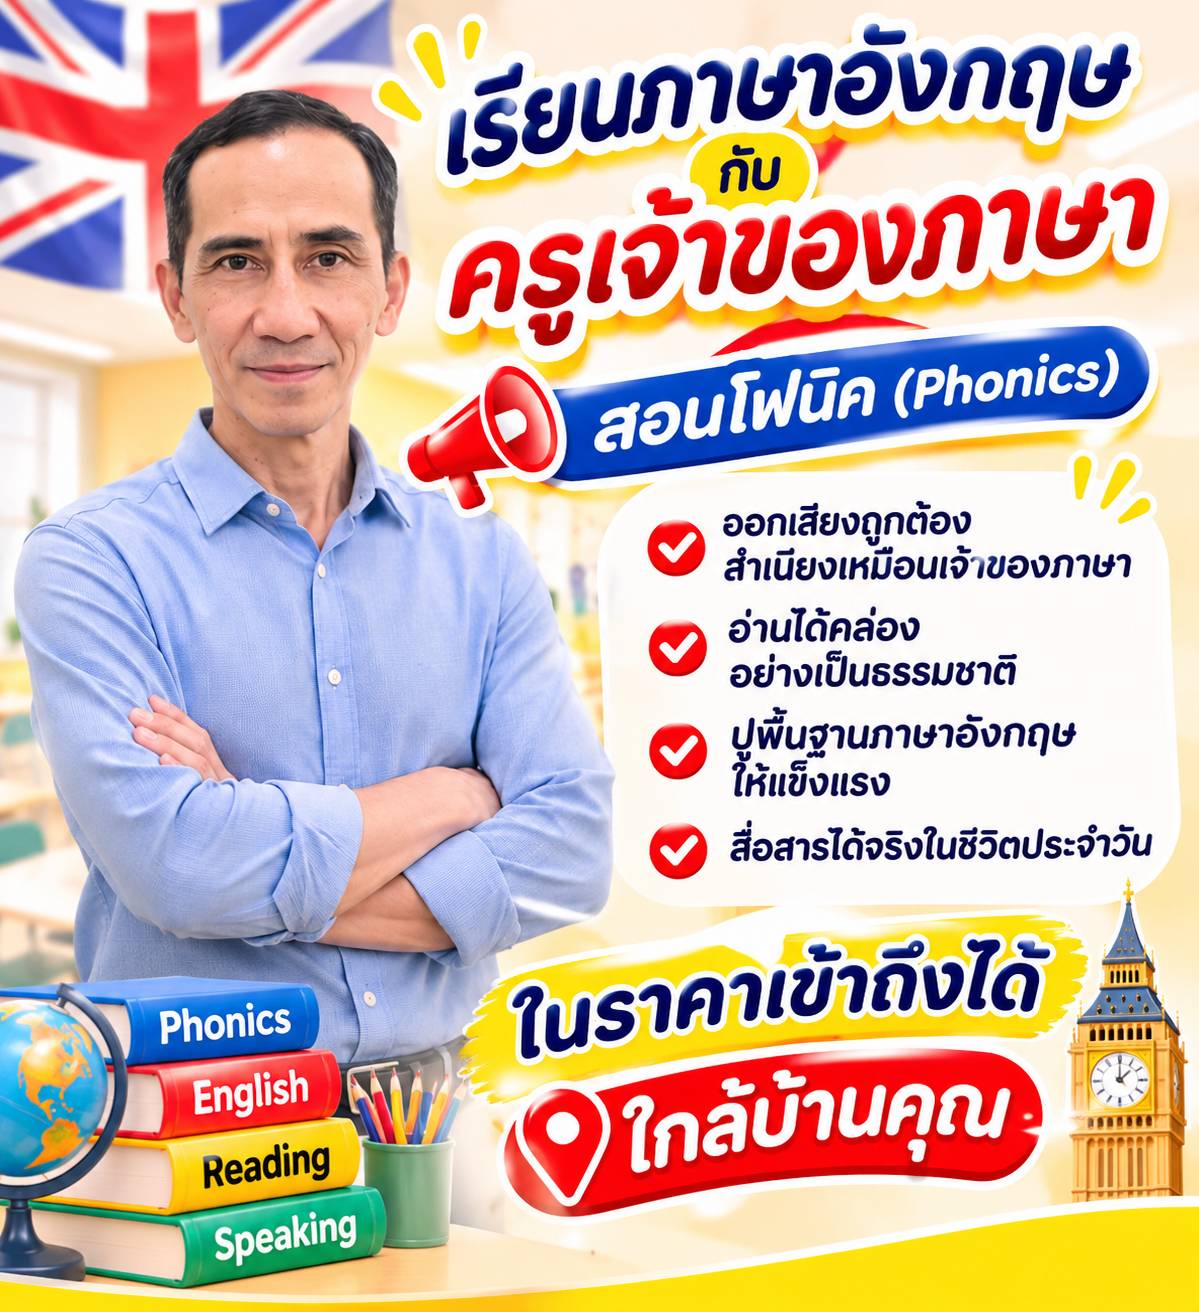 เรียนภาษาอังกฤษ
กับ
ครูเจ้าของภาษา
สอนโฟนิค (Phonics)
ออกเสียงถูกต้อง
สำเนียงเหมือนเจ้าของภาษา
อ่านได้คล่อง
อย่างเป็นธรรมชาติ
ปูพื้นฐานภาษาอังกฤษ
ให้แข็งแรง
สื่อสารได้จริงในชีวิตประจำวัน
ในราคาเข้าถึงได้
ใกล้บ้านคุณ
Phonics
English
Reading
Speaking